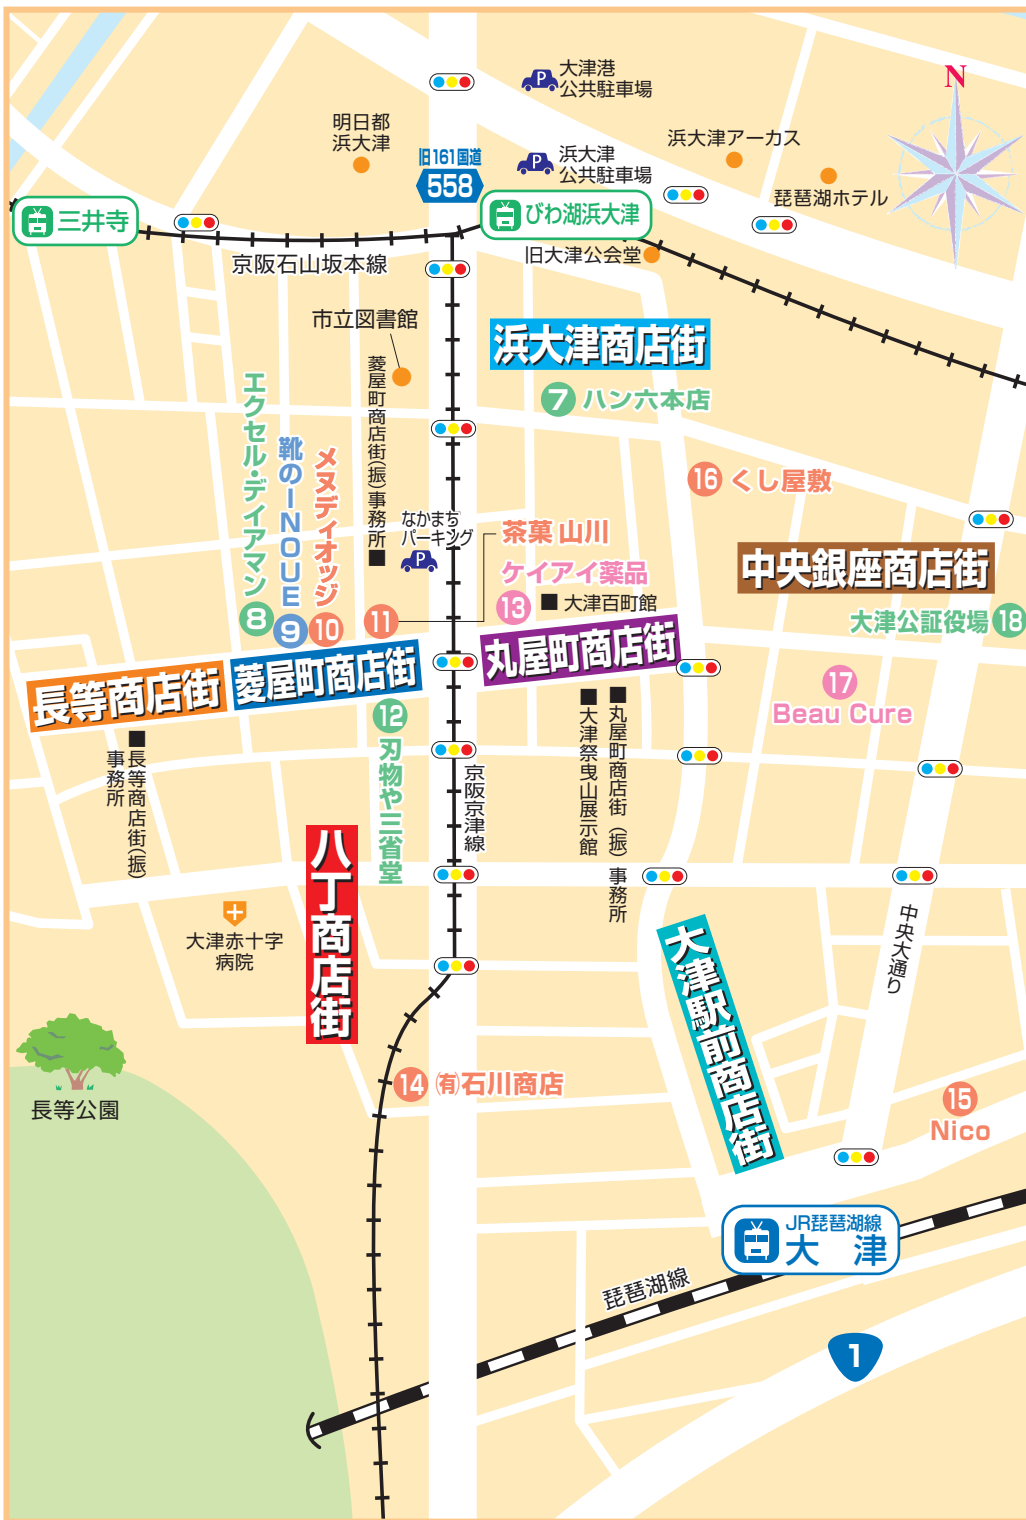 N
大津港
公共駐車場
P
明日都
浜大津
浜大津アーカス
旧161国道
558
P
浜大津
公共駐車場
琵琶湖ホテル
三井寺
びわ湖浜大津
旧大津公会堂
京阪石山坂本線
市立図書館
浜大津商店街
菱屋町商店街(振)事務所
7 ハン六本店
エクセル・デイアマン
8
靴のーINOUE
9
メヌディオッジ
10
16 くし屋敷
なかまち
パーキング
P
茶菓 山川
11
ケイアイ薬品
13
大津百町館
中央銀座商店街
大津公証役場 18
丸屋町商店街
菱屋町商店街
長等商店街
17
Beau Cure
12
刃物や三省堂
長等商店街(振)
事務所
京阪京津線
丸屋町商店街(振)事務所
大津祭曳山展示館
八丁商店街
大津赤十字
病院
中央大通り
大津駅前商店街
長等公園
14 (有)石川商店
15
Nico
JR琵琶湖線
大津
琵琶湖線
1